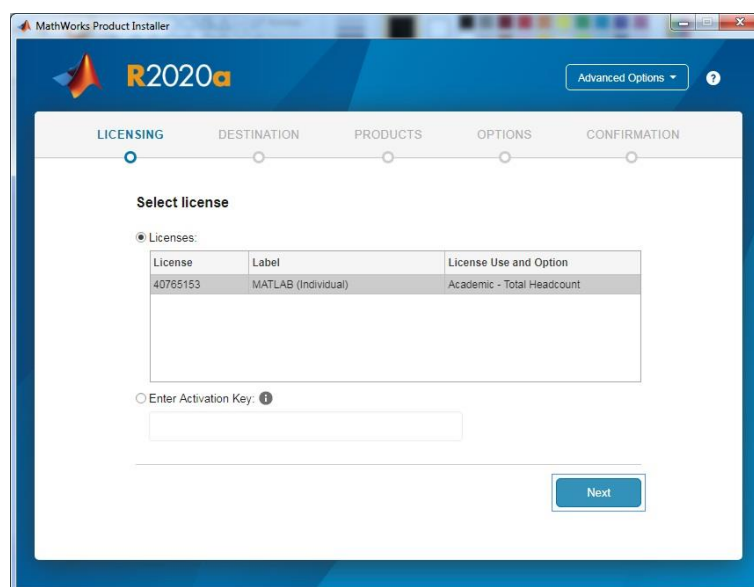 MathWorks Product Installer
R2020a
Advanced Options
?
LICENSING DESTINATION PRODUCTS OPTIONS CONFIRMATION
Select license
Licenses:
License Label License Use and Option
40765153 MATLAB (Individual) Academic - Total Headcount
Enter Activation Key: i
Next